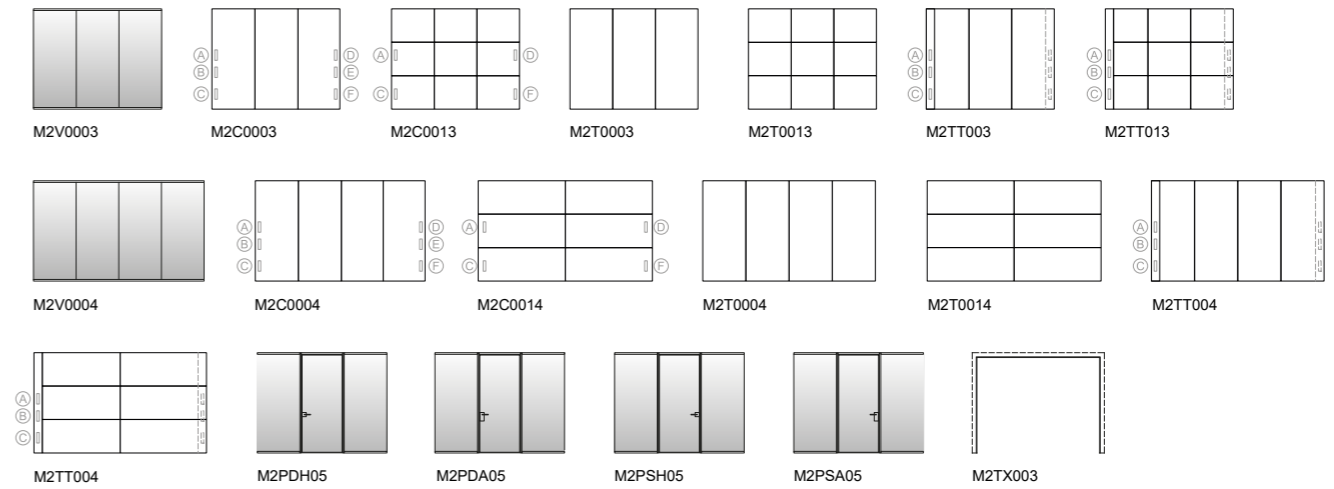 A D A D A A
B E B B
C F C F C C
M2V0003 M2C0003 M2C0013 M2T0003 M2T0013 M2TT003 M2TT013
A D A D A
B E B
C F C F C
M2V0004 M2C0004 M2C0014 M2T0004 M2T0014 M2TT004
A
B
C
M2TT004 M2PDH05 M2PDA05 M2PSH05 M2PSA05 M2TX003